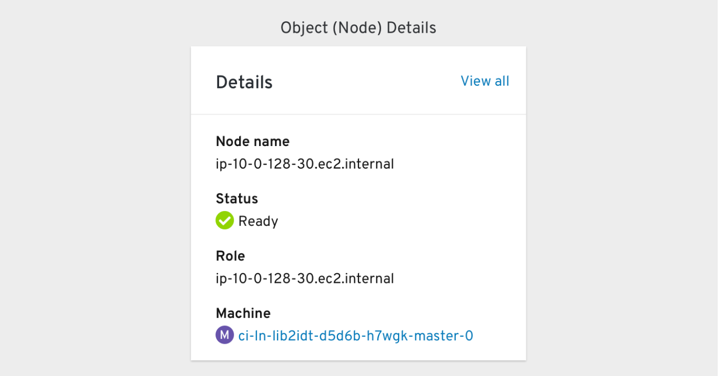 Object (Node) Details
Details
View all
Node name
ip-10-0-128-30.ec2.internal
Status
Ready
Role
ip-10-0-128-30.ec2.internal
Machine
M ci-ln-lib2idt-d5d6b-h7wgk-master-0